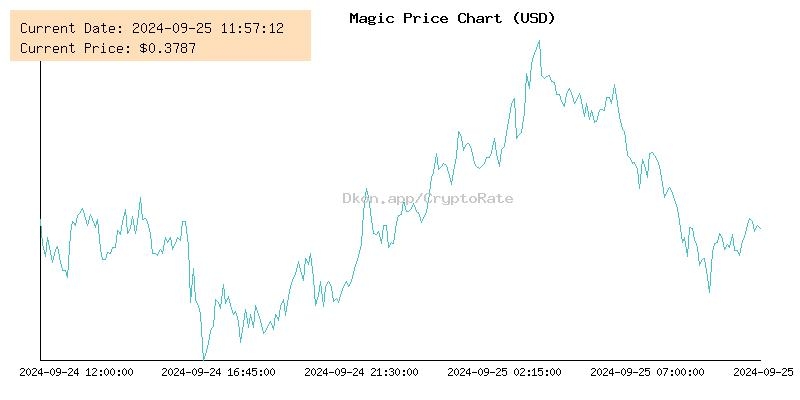 Magic Price Chart (USD)
Current Date: 2024-09-25 11:57:12
Current Price: $0.3787
Dkdn.app/CryptoRate
2024-09-24 12:00:00
2024-09-24 16:45:00
2024-09-24 21:30:00
2024-09-25 02:15:00
2024-09-25 07:00:00
2024-09-25